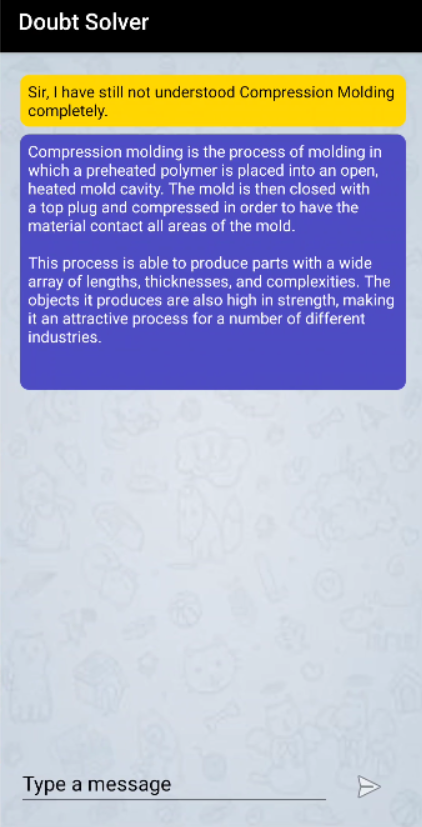 Doubt Solver
Sir, I have still not understood Compression Molding
completely.
Compression molding is the process of molding in
which a preheated polymer is placed into an open,
heated mold cavity. The mold is then closed with
a top plug and compressed in order to have the
material contact all areas of the mold.
This process is able to produce parts with a wide
array of lengths, thicknesses, and complexities. The
objects it produces are also high in strength, making
it an attractive process for a number of different
industries.
Type a message